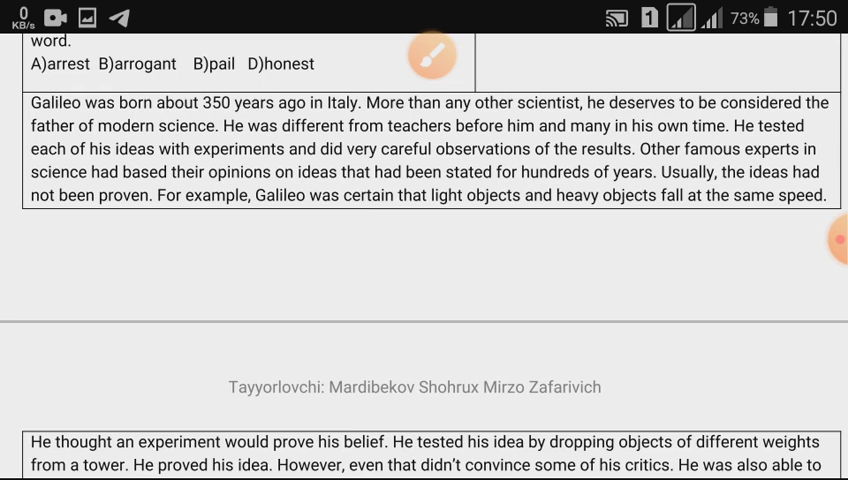 0
KB/s
1
73%
17:50
word.
A)arrest B)arrogant B)pail D)honest
Galileo was born about 350 years ago in Italy. More than any other scientist, he deserves to be considered the
father of modern science. He was different from teachers before him and many in his own time. He tested
each of his ideas with experiments and did very careful observations of the results. Other famous experts in
science had based their opinions on ideas that had been stated for hundreds of years. Usually, the ideas had
not been proven. For example, Galileo was certain that light objects and heavy objects fall at the same speed.
Tayyorlovchi: Mardibekov Shohrux Mirzo Zafarivich
He thought an experiment would prove his belief. He tested his idea by dropping objects of different weights
from a tower. He proved his idea. However, even that didn’t convince some of his critics. He was also able to